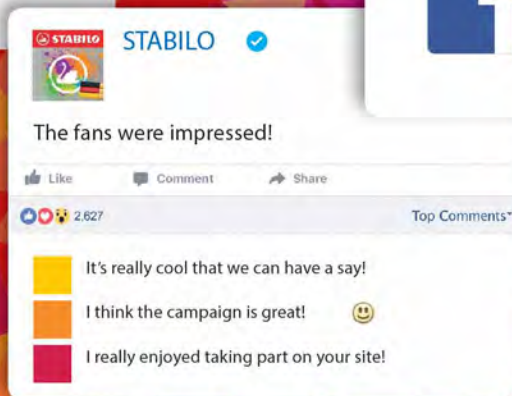 STABILO
STABILO
The fans were impressed!
Like Comment Share
2.627 Top Comments
It's really cool that we can have a say!
I think the campaign is great!
I really enjoyed taking part on your site!